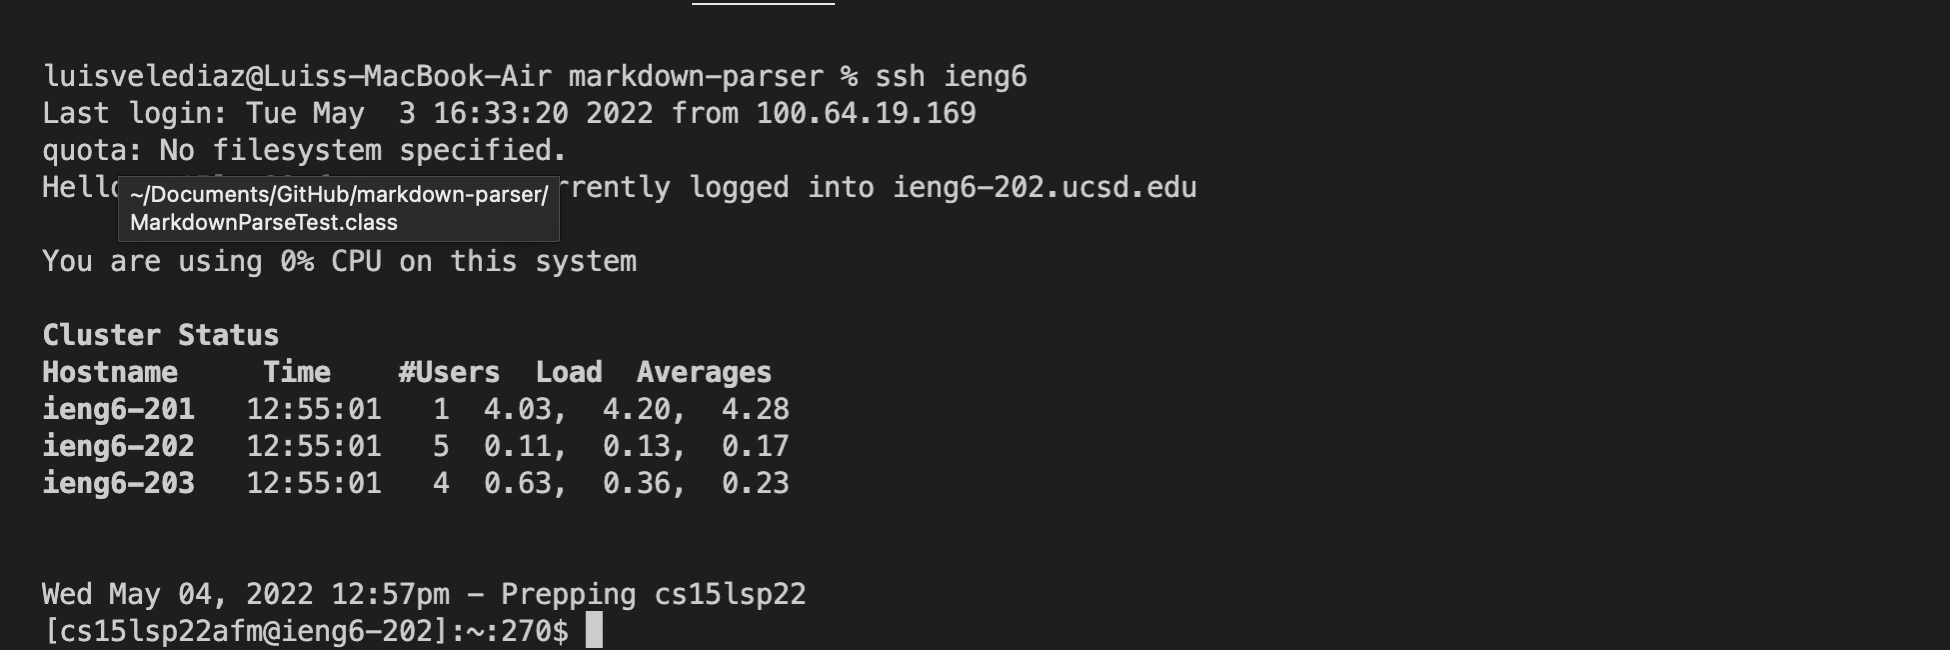 luisvelediaz@Luiss-MacBook-Air markdown-parser % ssh ieng6
Last login: Tue May  3 16:33:20 2022 from 100.64.19.169
quota: No filesystem specified.
Hello rrently logged into ieng6-202.ucsd.edu
~/Documents/GitHub/markdown-parser/
MarkdownParseTest.class
You are using 0% CPU on this system
Cluster Status
Hostname     Time    #Users  Load  Averages
ieng6-201   12:55:01   1  4.03,  4.20,  4.28
ieng6-202   12:55:01   5  0.11,  0.13,  0.17
ieng6-203   12:55:01   4  0.63,  0.36,  0.23
Wed May 04, 2022 12:57pm - Prepping cs15lsp22
[cs15lsp22afm@ieng6-202]:~:270$